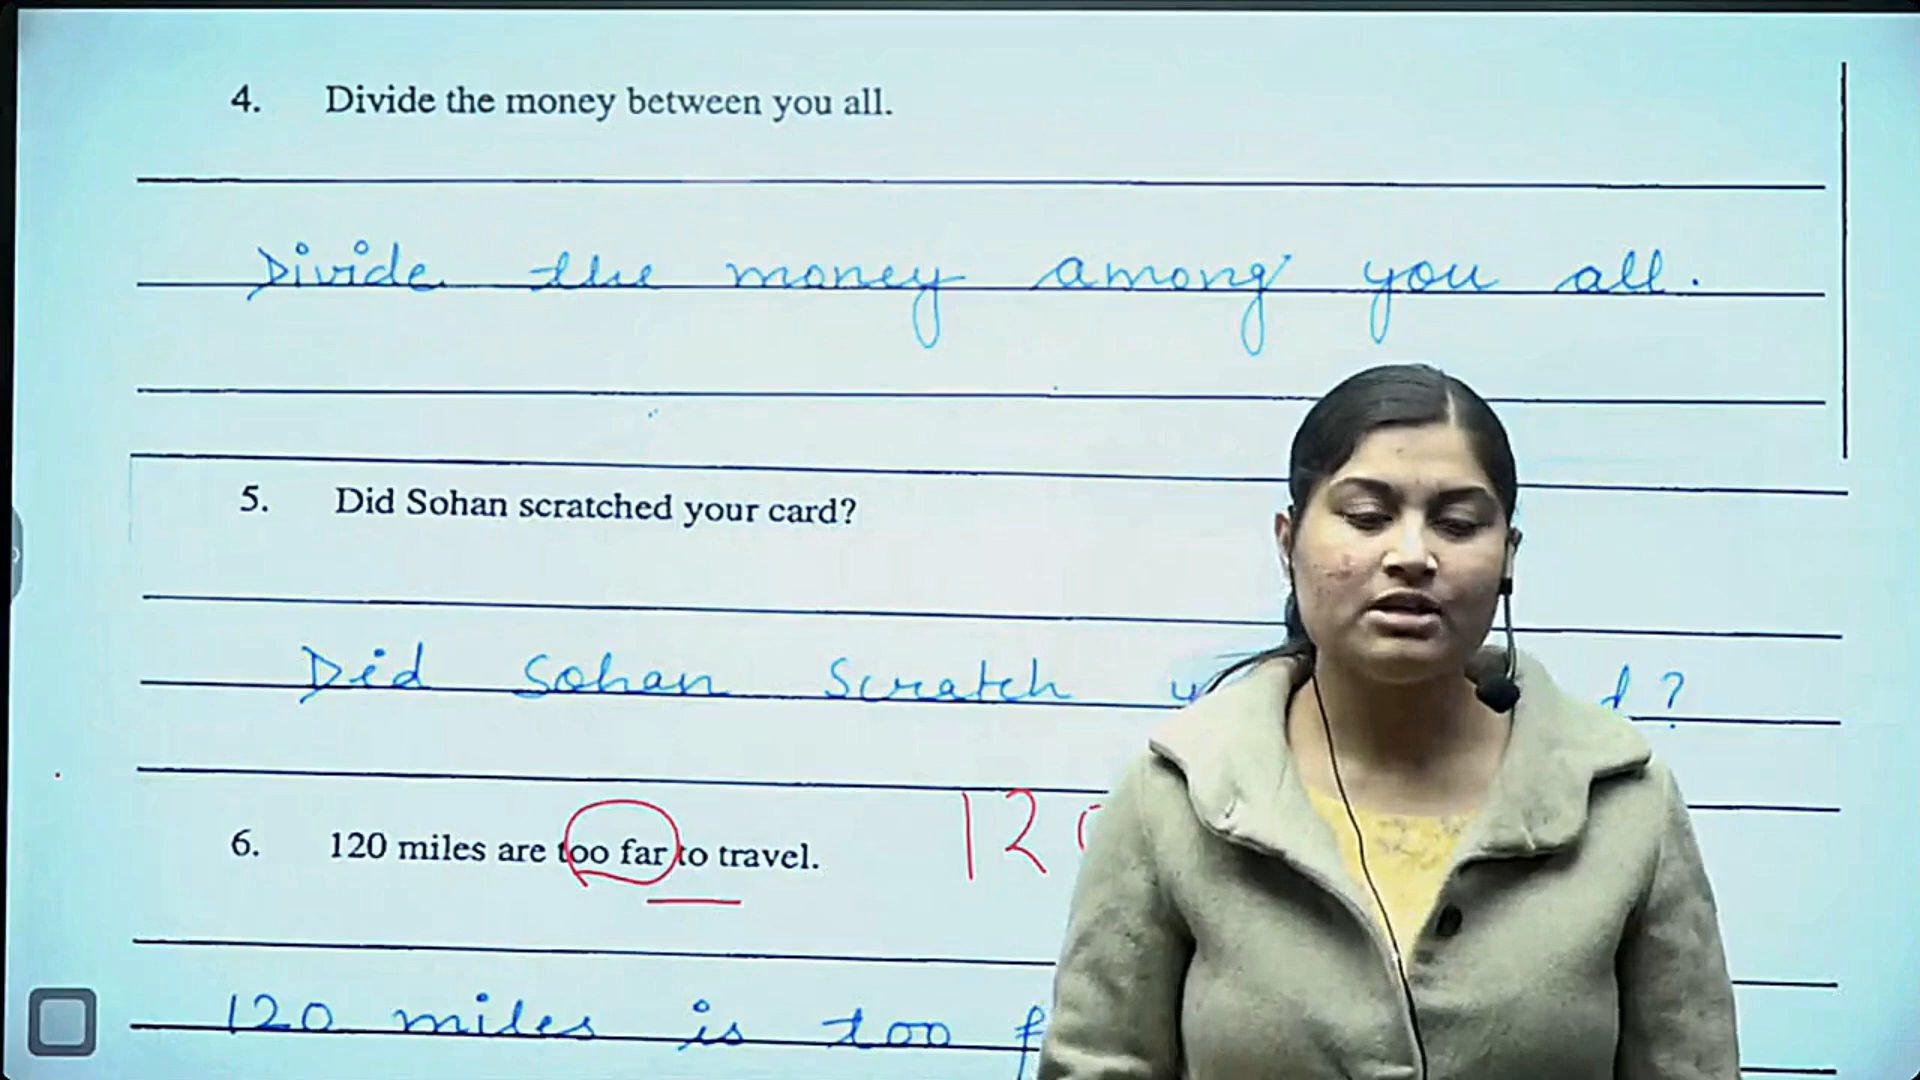 4. Divide the money between you all.
Divide the money among you all.
5. Did Sohan scratched your card?
Did Sohan Scratch ?
6. 120 miles are too far to travel.
120
120 miles is too